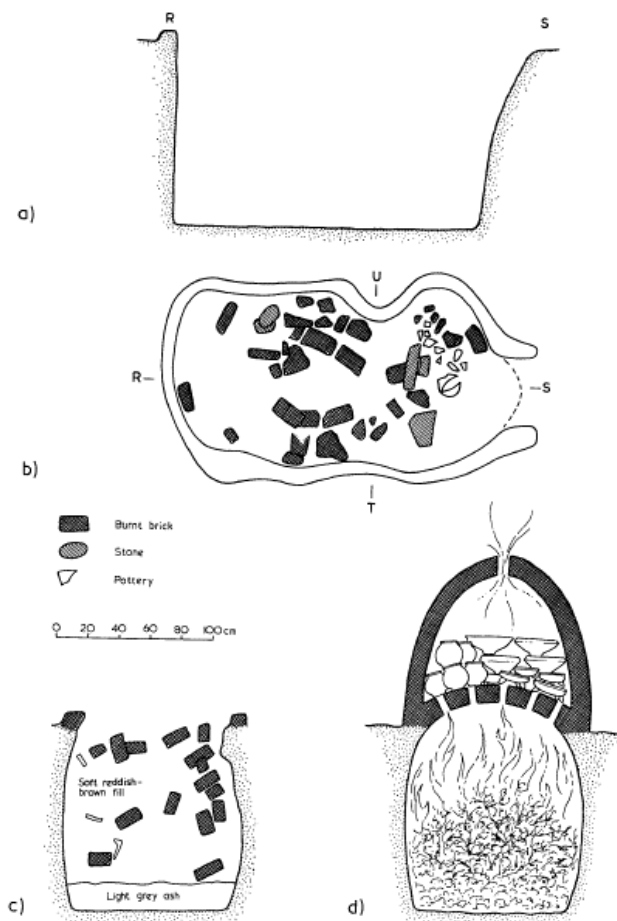 R S
a)
U
R– –S
b)
T
Burnt brick
Stone
Pottery
0 20 40 60 80 100cm
Soft reddish-
brown fill
Light grey ash
c)
d)